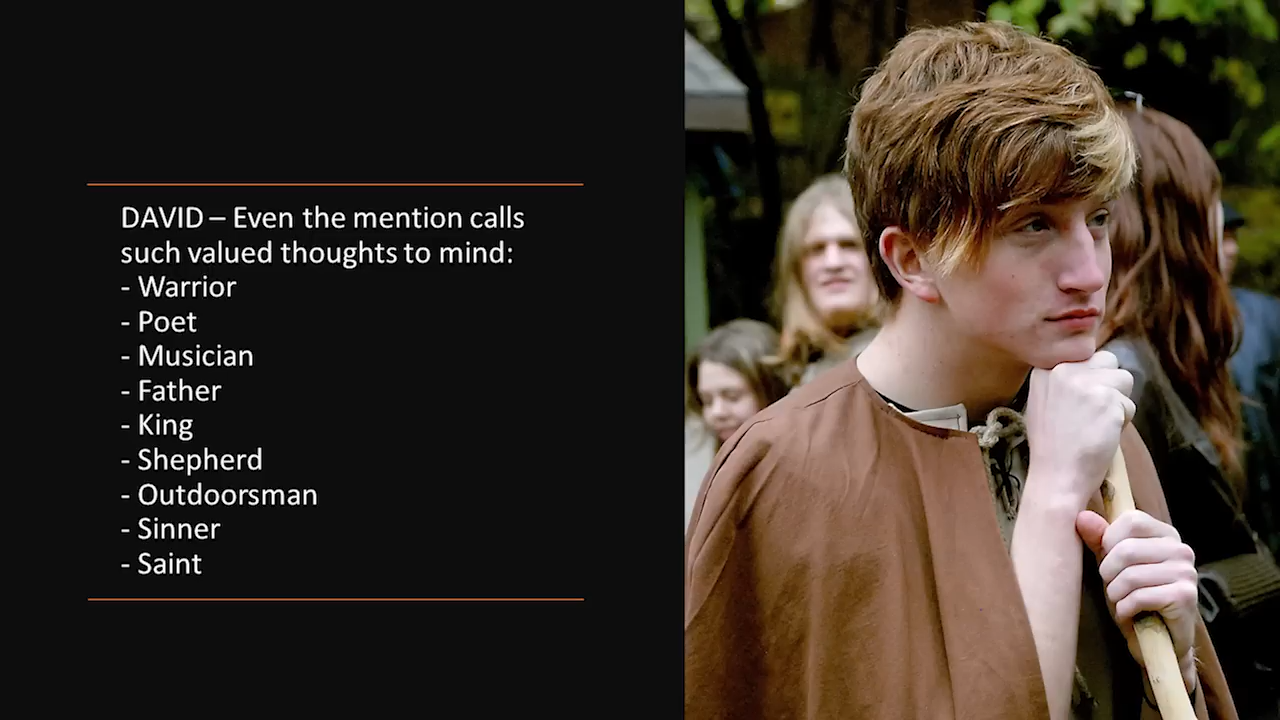 DAVID – Even the mention calls
such valued thoughts to mind:
- Warrior
- Poet
- Musician
- Father
- King
- Shepherd
- Outdoorsman
- Sinner
- Saint